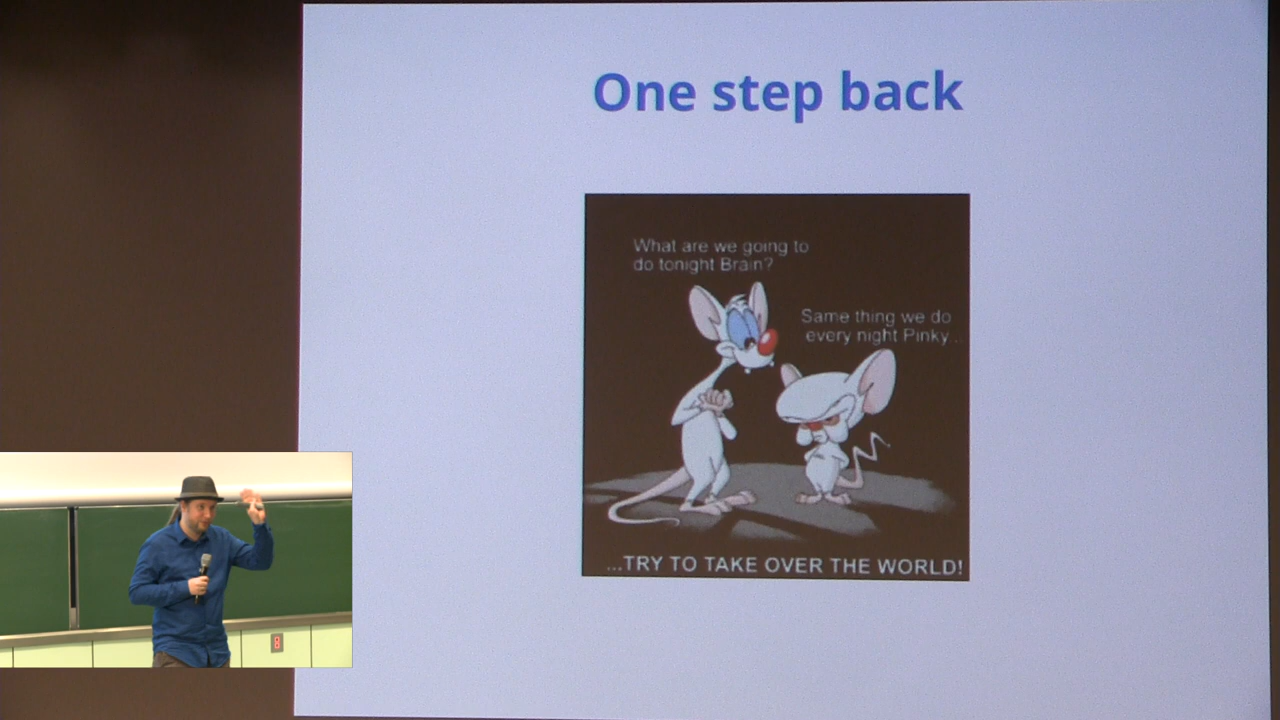 One step back
What are we going to
do tonight Brain?
Same thing we do
every night Pinky...
...TRY TO TAKE OVER THE WORLD!